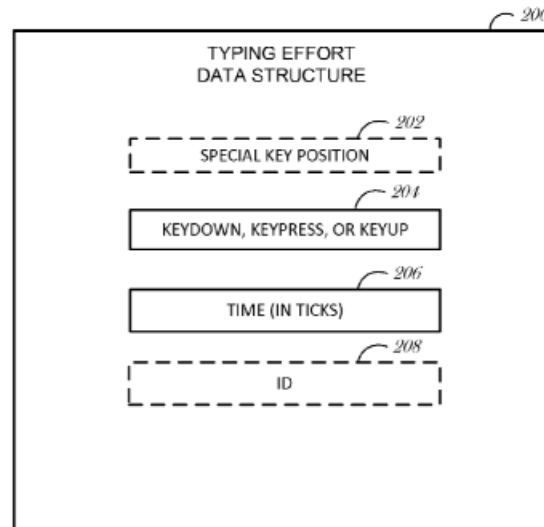 200
TYPING EFFORT
DATA STRUCTURE
202
SPECIAL KEY POSITION
204
KEYDOWN, KEYPRESS, OR KEYUP
206
TIME (IN TICKS)
208
ID